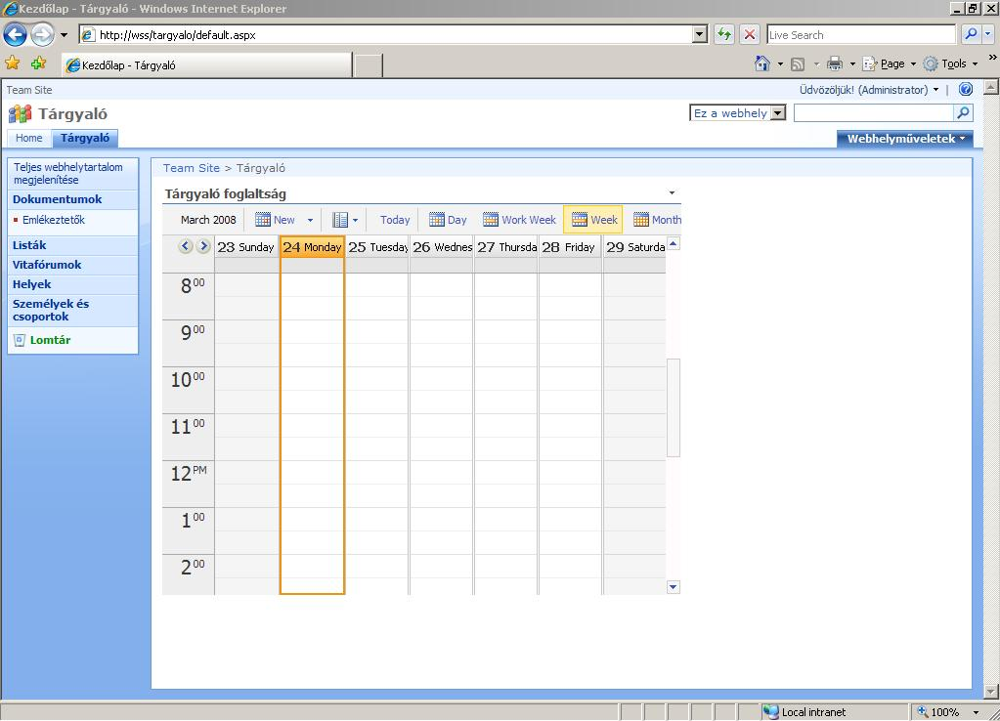 Kezdőlap - Tárgyaló - Windows Internet Explorer
http://wss/targyalo/default.aspx
Live Search
Kezdőlap - Tárgyaló
Page
Tools
Team Site
Üdvözöljük! (Administrator)
Tárgyaló
Ez a webhely
Home
Tárgyaló
Webhelyműveletek
Teljes webhelytartalom
megjelenítése
Dokumentumok
Emlékeztetők
Listák
Vitafórumok
Helyek
Személyek és
csoportok
Lomtár
Team Site > Tárgyaló
Tárgyaló foglaltság
March 2008
New
Today
Day
Work Week
Week
Month
23 Sunday
24 Monday
25 Tuesday
26 Wednes
27 Thursda
28 Friday
29 Saturda
8 00
9 00
10 00
11 00
12 PM
1 00
2 00
Local intranet
100%